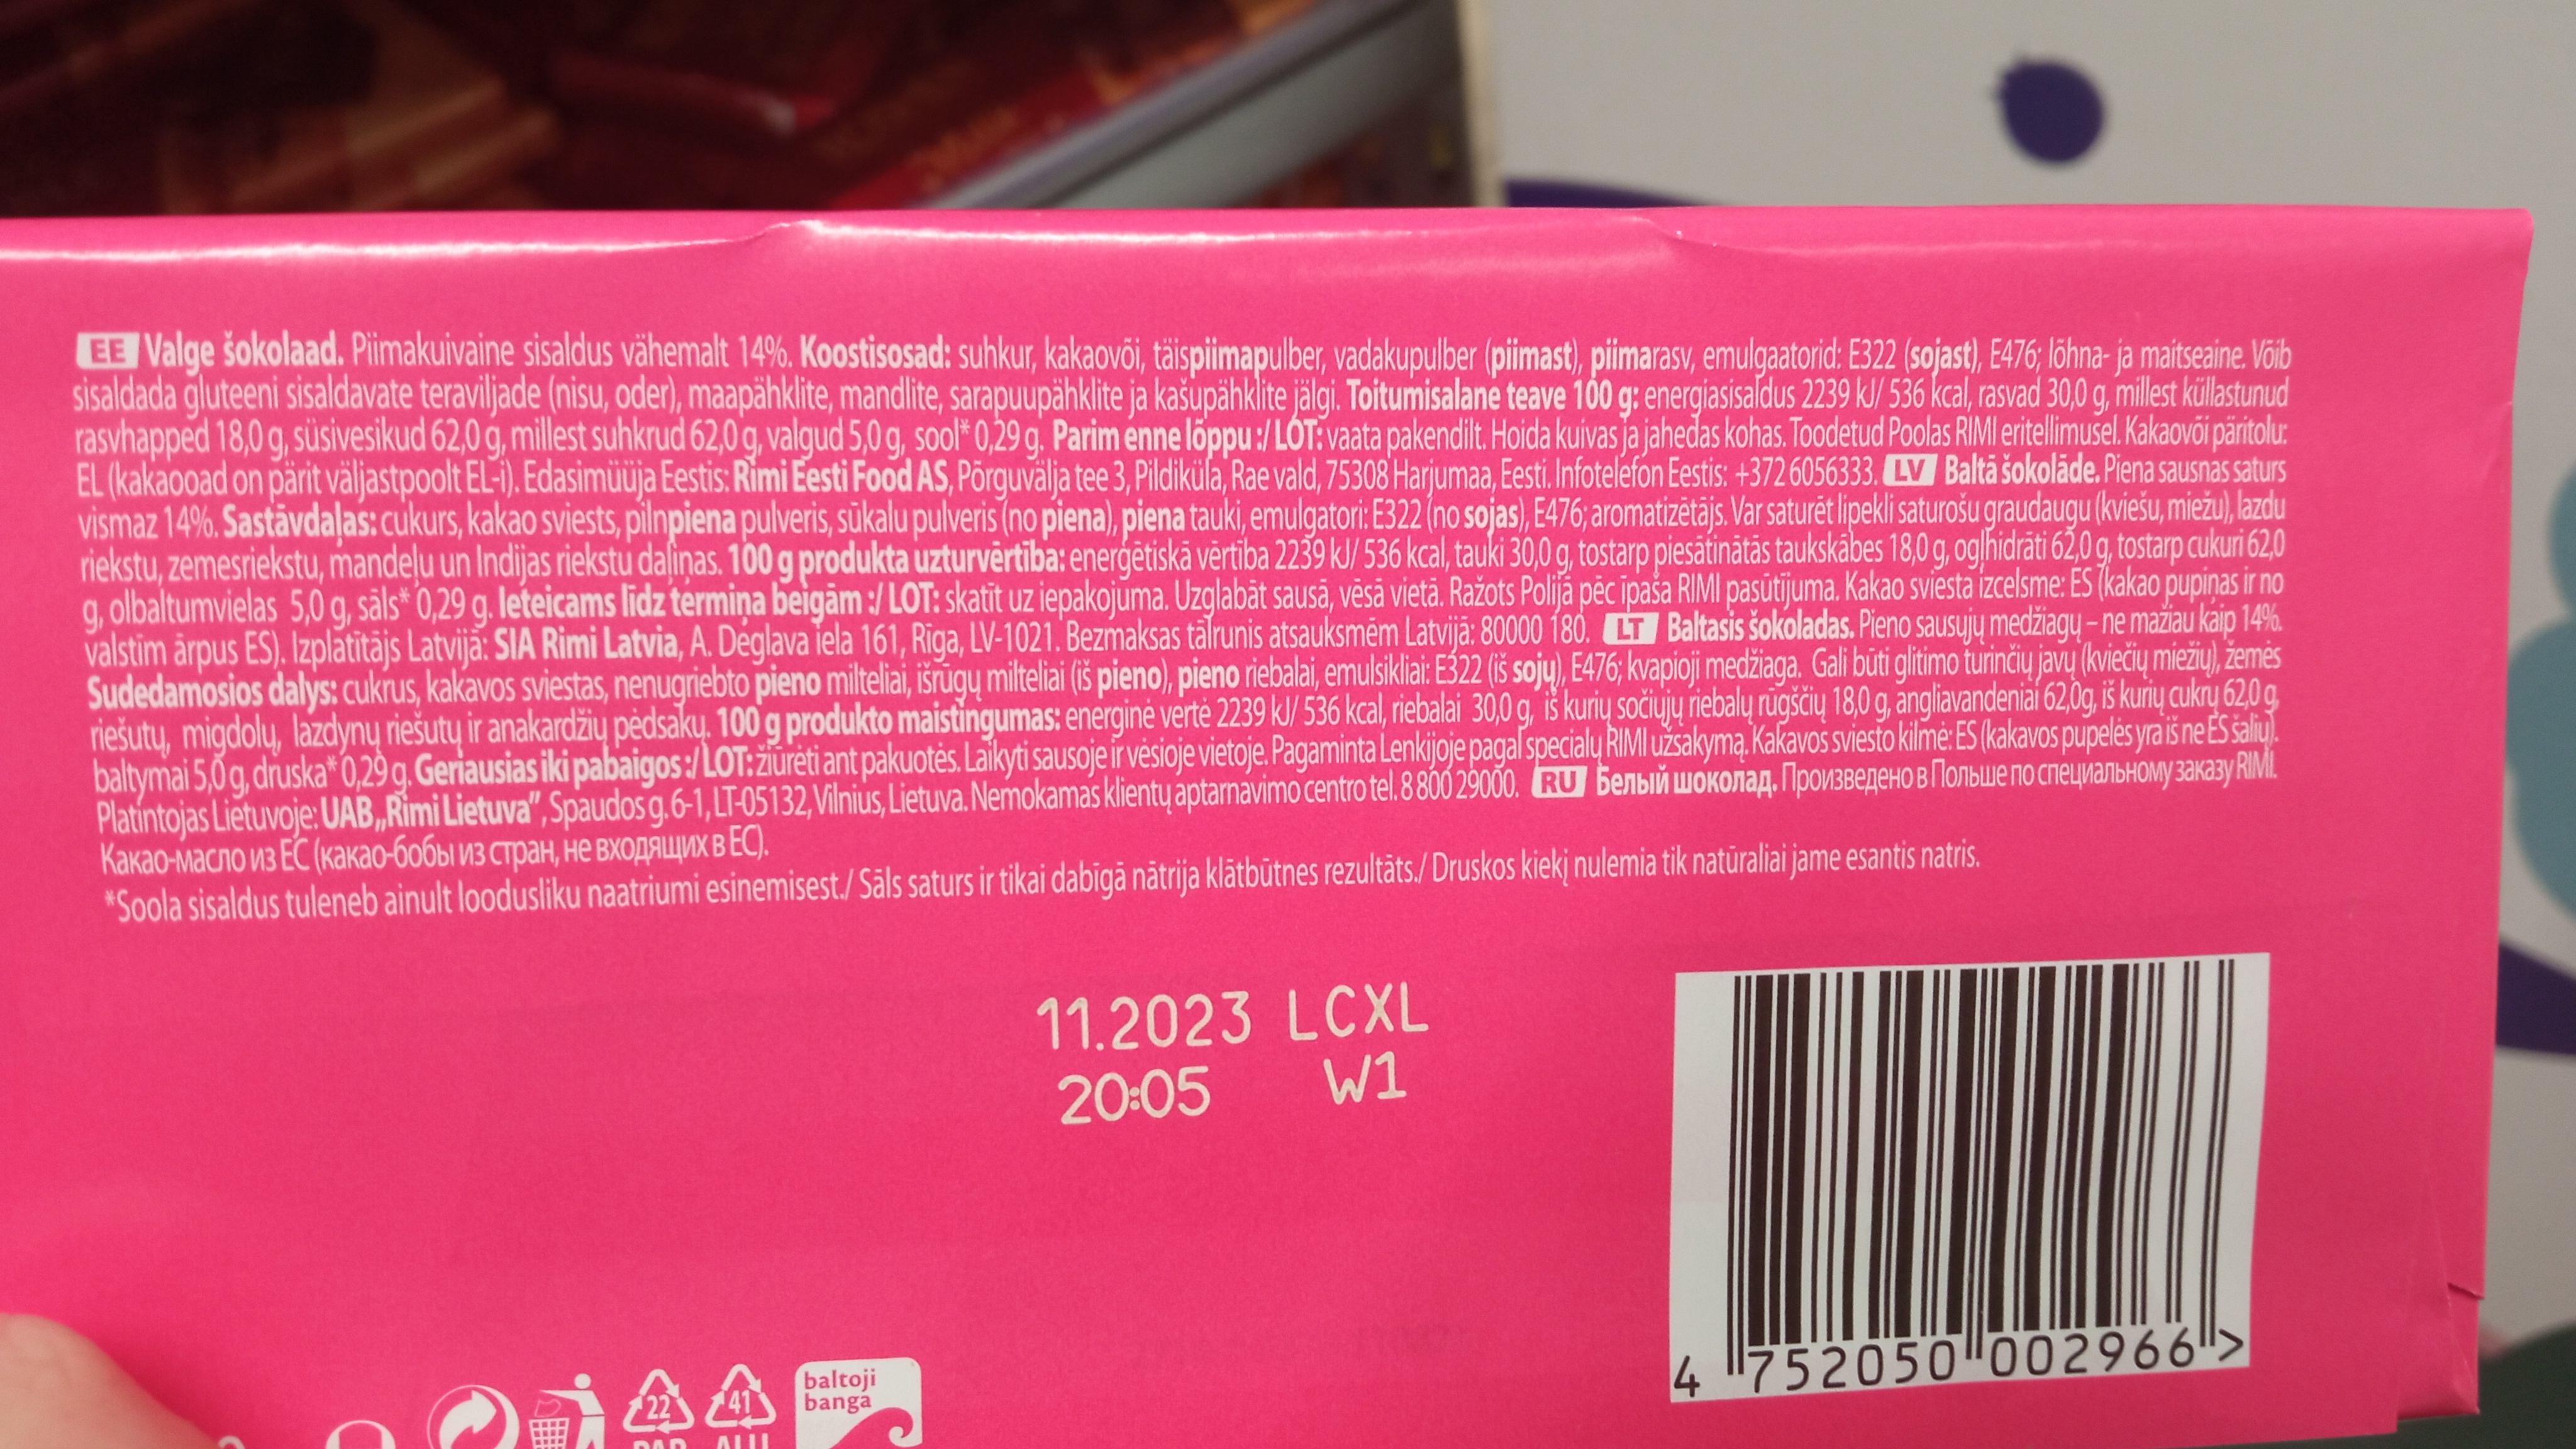 EE Valge šokolaad. Piimakuivaine sisaldus vähemalt 14%. Koostisosad: suhkur, kakaovõi, täispiimapulber, vadakupulber (piimast), piimarasv, emulgaatorid: E322 (sojast), E476; lõhna- ja maitseaine. Võib
sisaldada gluteeni sisaldavate teraviljade (nisu, oder), maapähklite, mandlite, sarapuupähklite ja kašupähklite jälgi. Toitumisalane teave 100 g: energiasisaldus 2239 kJ/ 536 kcal, rasvad 30,0 g, millest küllastunud
rasvhapped 18,0 g, süsivesikud 62,0 g, millest suhkrud 62,0 g, valgud 5,0 g, sool* 0,29 g. Parim enne lõppu :/ LOT: vaata pakendilt. Hoida kuivas ja jahedas kohas. Toodetud Poolas RIMI eritellimusel. Kakaovõi päritolu:
EL (kakaooad on pärit väljastpoolt EL-i). Edasimüüja Eestis: Rimi Eesti Food AS, Põrguvälja tee 3, Pildiküla, Rae vald, 75308 Harjumaa, Eesti. Infotelefon Eestis: +372 6056333. LV Baltā šokolāde. Piena sausnas saturs
vismaz 14%. Sastāvdaļas: cukurs, kakao sviests, pilnpiena pulveris, sūkalu pulveris (no piena), piena tauki, emulgatori: E322 (no sojas), E476; aromatizētājs. Var saturēt lipekli saturošu graudaugu (kviešu, miežu), lazdu
riekstu, zemesriekstu, mandeļu un Indijas riekstu daļiņas. 100 g produkta uzturvērtība: enerģētiskā vērtība 2239 kJ/ 536 kcal, tauki 30,0 g, tostarp piesātinātās taukskābes 18,0 g, ogļhidrāti 62,0 g, tostarp cukuri 62,0
g, olbaltumvielas 5,0 g, sāls* 0,29 g. Ieteicams līdz termiņa beigām :/ LOT: skatīt uz iepakojuma. Uzglabāt sausā, vēsā vietā. Ražots Polijā pēc īpaša RIMI pasūtījuma. Kakao sviesta izcelsme: ES (kakao pupiņas ir no
valstīm ārpus ES). Izplatītājs Latvijā: SIA Rimi Latvia, A. Deglava iela 161, Rīga, LV-1021. Bezmaksas tālrunis atsauksmēm Latvijā: 80000 180. LT Baltasis šokoladas. Pieno sausųjų medžiagų – ne mažiau kaip 14%.
Sudedamosios dalys: cukrus, kakavos sviestas, nenugriebto pieno milteliai, išrūgų milteliai (iš pieno), pieno riebalai, emulsikliai: E322 (iš sojų), E476; kvapioji medžiaga. Gali būti glitimo turinčių javų (kviečių miežių), žemės
riešutų, migdolų, lazdynų riešutų ir anakardžių pėdsakų. 100 g produkto maistingumas: energinė vertė 2239 kJ/ 536 kcal, riebalai 30,0 g, iš kurių sočiųjų riebalų rūgščių 18,0 g, angliavandeniai 62,0g, iš kurių cukrų 62,0 g,
baltymai 5,0 g, druska* 0,29 g. Geriausias iki pabaigos :/ LOT: žiūrėti ant pakuotės. Laikyti sausoje ir vėsioje vietoje. Pagaminta Lenkijoje pagal specialų RIMI užsakymą. Kakavos sviesto kilmė: ES (kakavos pupelės yra iš ne ES šalių).
Platintojas Lietuvoje: UAB „Rimi Lietuva", Spaudos g. 6-1, LT-05132, Vilnius, Lietuva. Nemokamas klientų aptarnavimo centro tel. 8 800 29000. RU Белый шоколад. Произведено в Польше по специальному заказу RIMI.
Какао-масло из ЕС (какао-бобы из стран, не входящих в ЕС).
*Soola sisaldus tuleneb ainult loodusliku naatriumi esinemisest./ Sāls saturs ir tikai dabīgā nātrija klātbūtnes rezultāts./ Druskos kiekį nulemia tik natūraliai jame esantis natris.
11.2023 LCXL
20:05 W1
4 752050 002966 >
22 41
PAP ALU
baltoji
banga